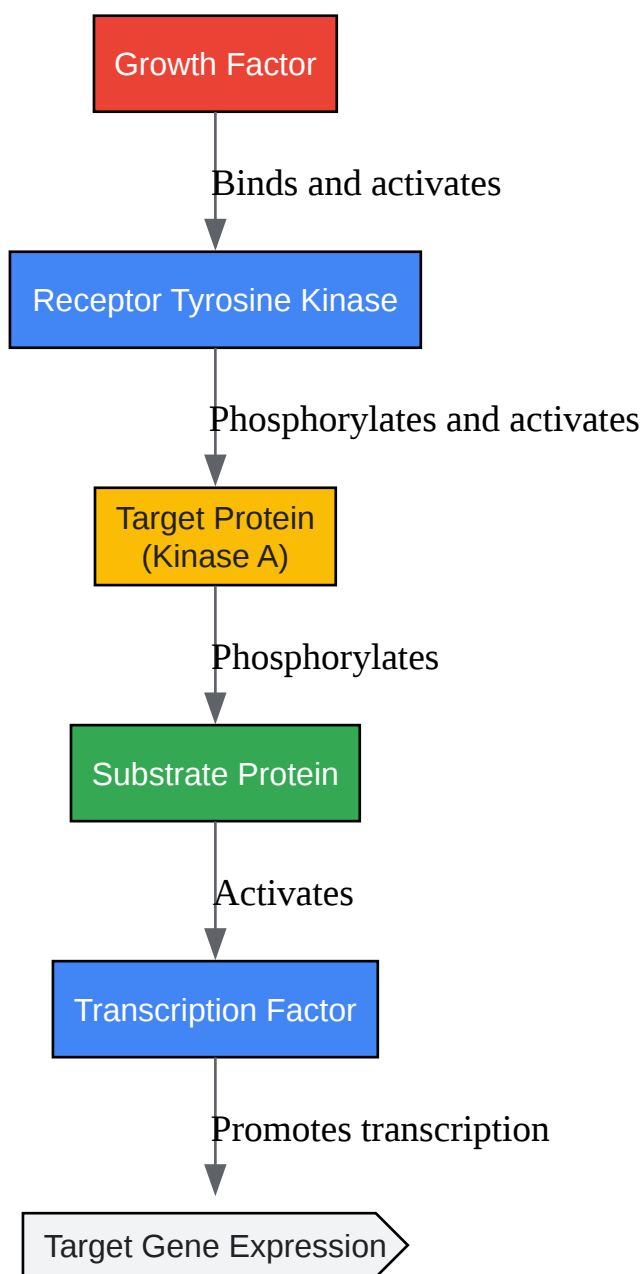 Growth Factor
Binds and activates
Receptor Tyrosine Kinase
Phosphorylates and activates
Target Protein
(Kinase A)
Phosphorylates
Substrate Protein
Activates
Transcription Factor
Promotes transcription
Target Gene Expression